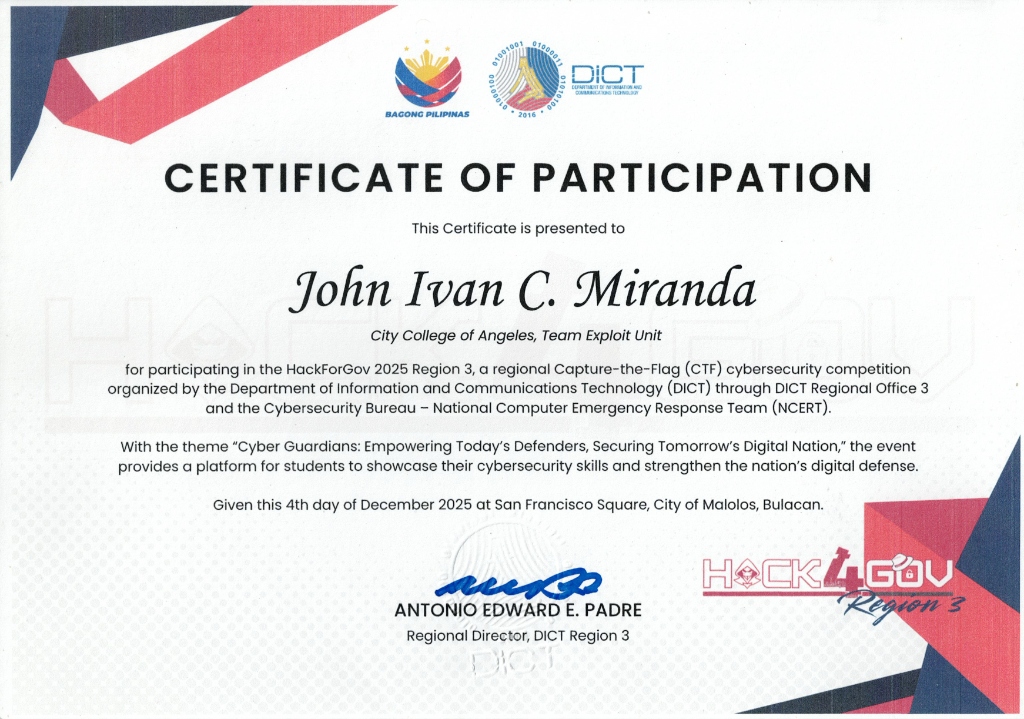 BAGONG PILIPINAS
01000100 01001001 01000011 01010100
2016
DICT
DEPARTMENT OF INFORMATION AND
COMMUNICATIONS TECHNOLOGY
CERTIFICATE OF PARTICIPATION
This Certificate is presented to
John Ivan C. Miranda
City College of Angeles, Team Exploit Unit
for participating in the HackForGov 2025 Region 3, a regional Capture-the-Flag (CTF) cybersecurity competition
organized by the Department of Information and Communications Technology (DICT) through DICT Regional Office 3
and the Cybersecurity Bureau – National Computer Emergency Response Team (NCERT).
With the theme “Cyber Guardians: Empowering Today’s Defenders, Securing Tomorrow’s Digital Nation,” the event
provides a platform for students to showcase their cybersecurity skills and strengthen the nation’s digital defense.
Given this 4th day of December 2025 at San Francisco Square, City of Malolos, Bulacan.
HACK4GOV
Region 3
ANTONIO EDWARD E. PADRE
Regional Director, DICT Region 3
DICT